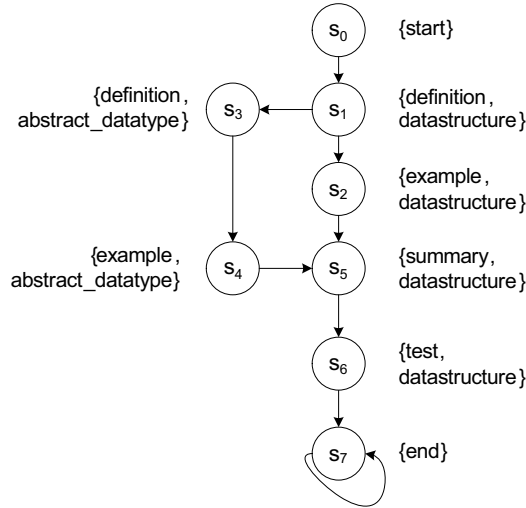 s0 {start}
{definition,
abstract_datatype}
s3
s1
{definition,
datastructure}
s2
{example,
datastructure}
{example,
abstract_datatype}
s4
s5
{summary,
datastructure}
s6
{test,
datastructure}
s7 {end}